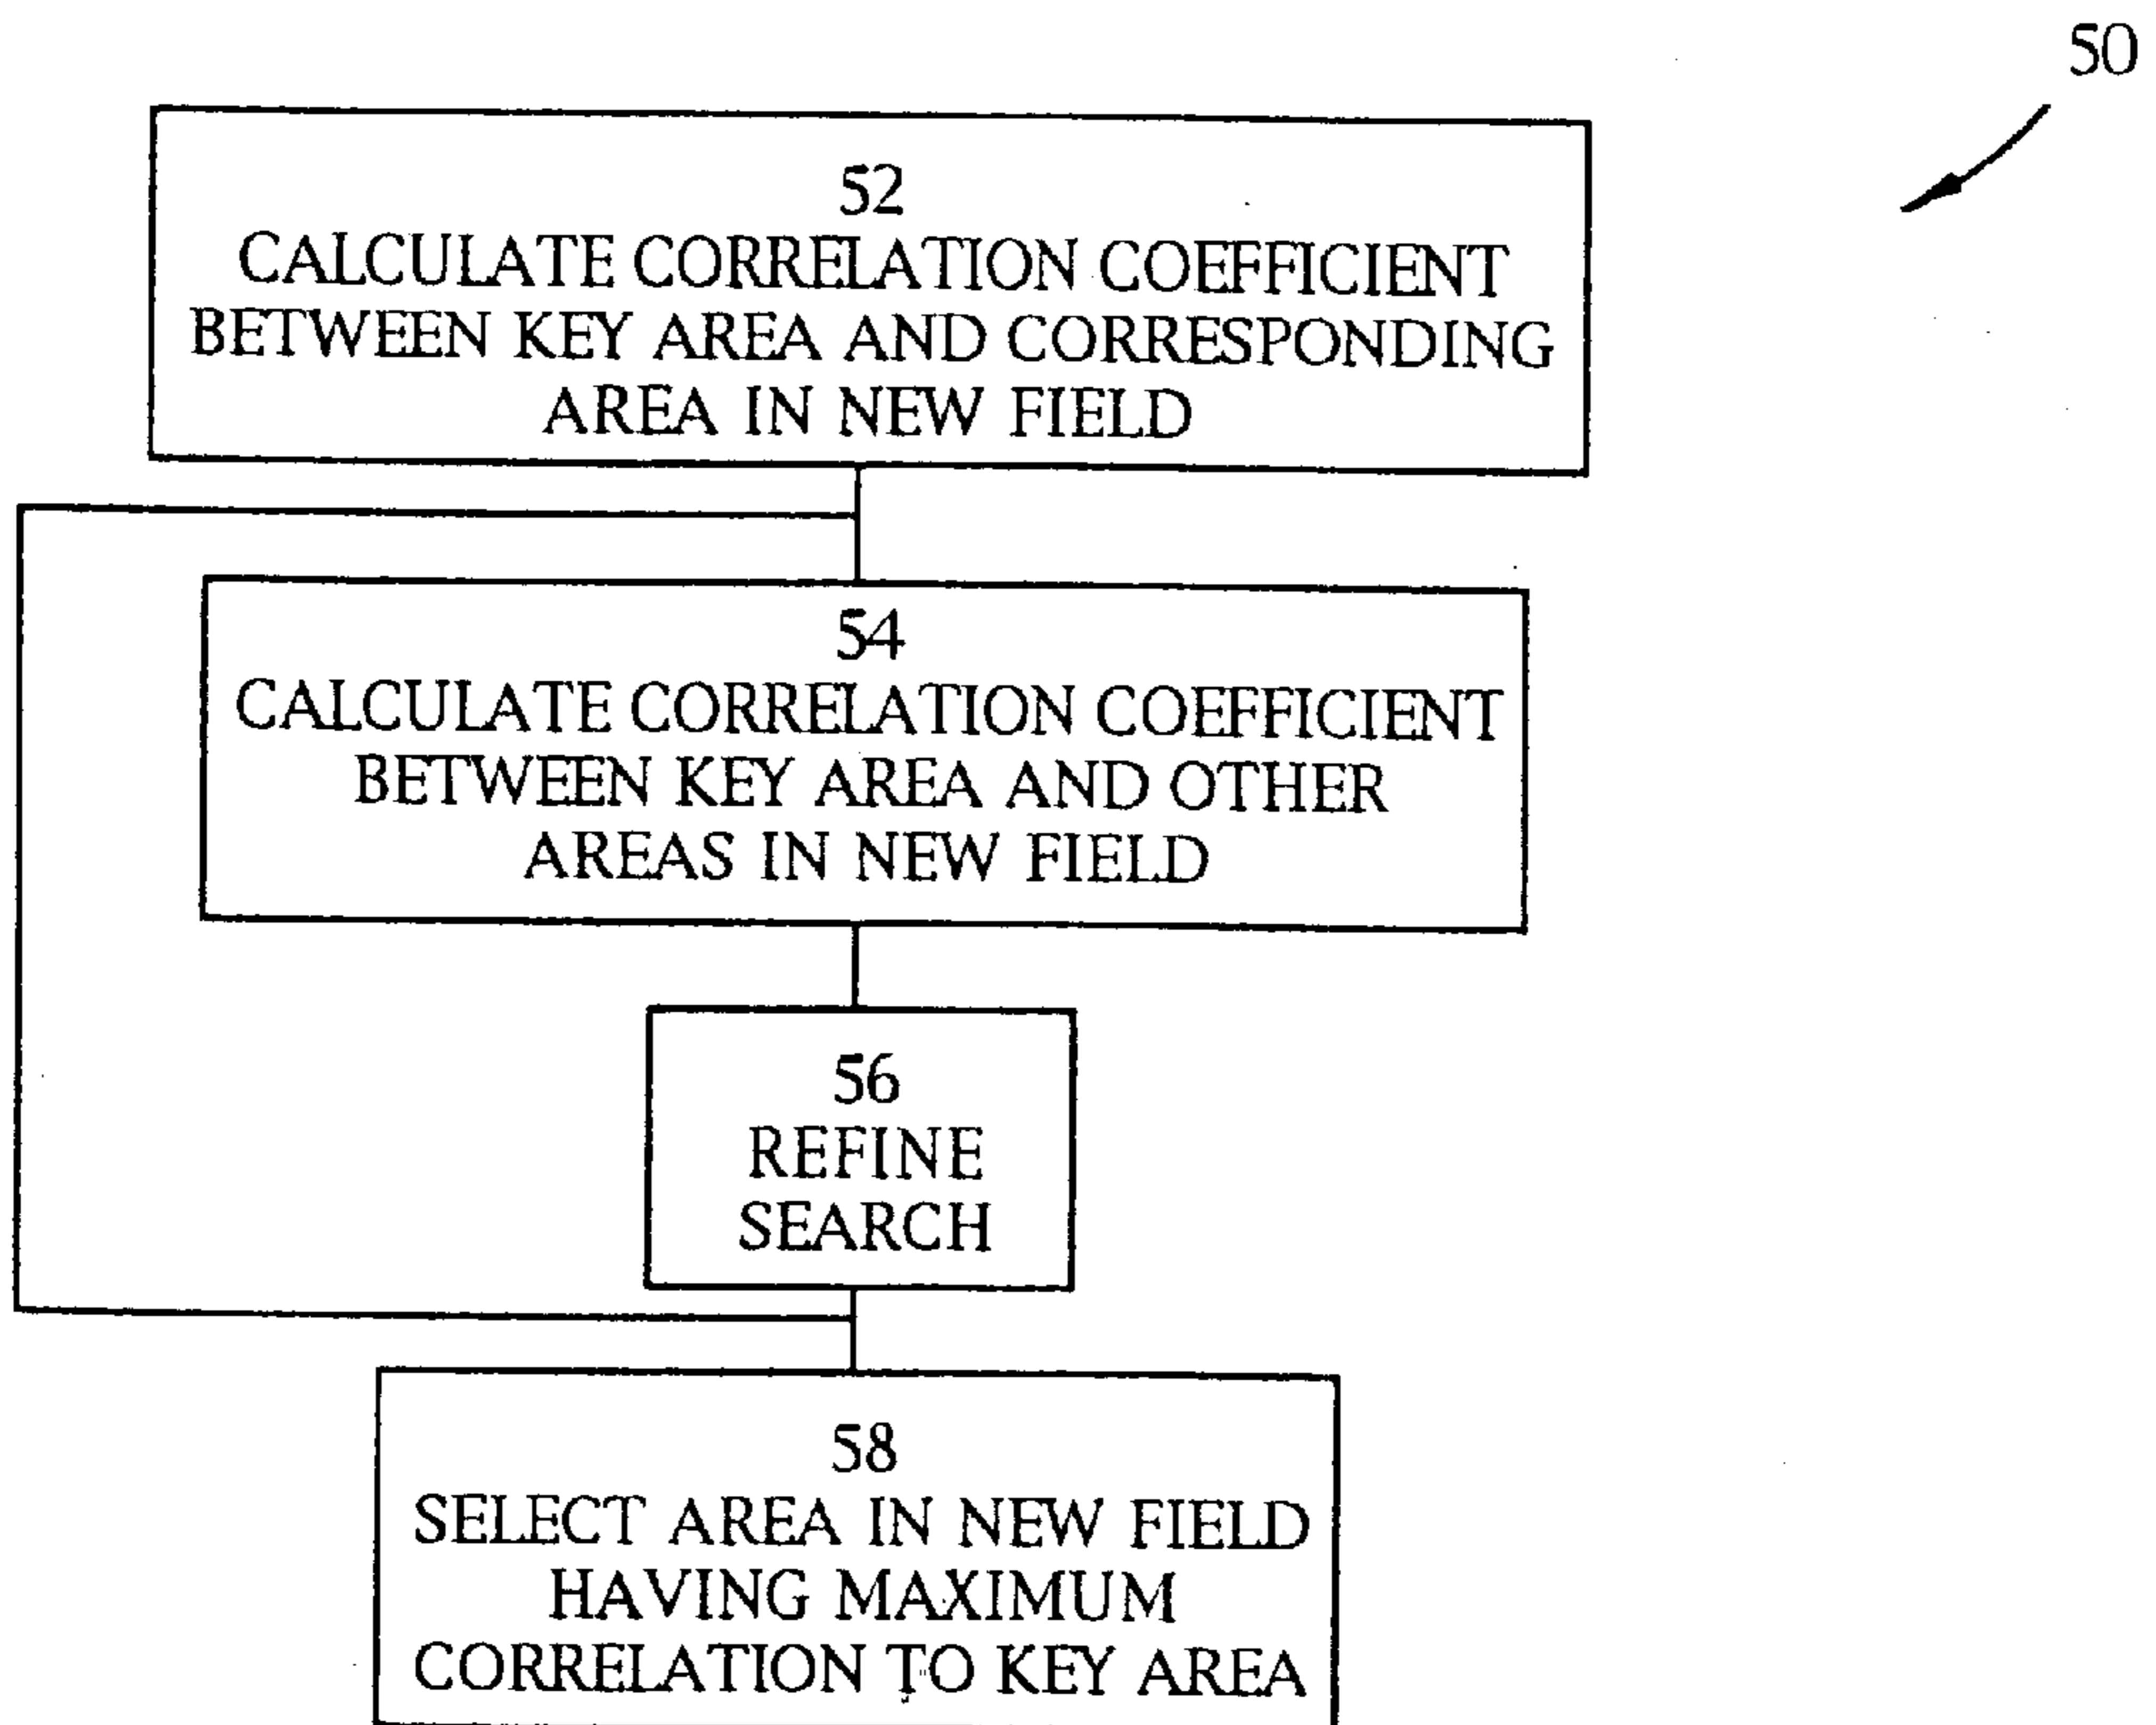 50
52
CALCULATE CORRELATION COEFFICIENT
BETWEEN KEY AREA AND CORRESPONDING
AREA IN NEW FIELD
54
CALCULATE CORRELATION COEFFICIENT
BETWEEN KEY AREA AND OTHER
AREAS IN NEW FIELD
56
REFINE
SEARCH
58
SELECT AREA IN NEW FIELD
HAVING MAXIMUM
CORRELATION TO KEY AREA